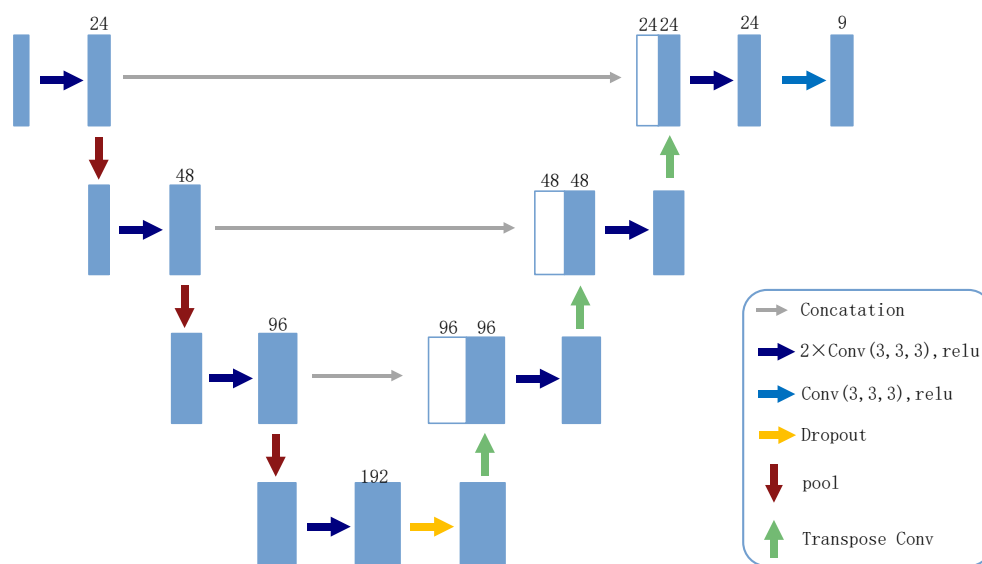 24
24 24
24
9
48
48 48
96
96 96
192
Concatation
2×Conv(3,3,3),relu
Conv(3,3,3),relu
Dropout
pool
Transpose Conv